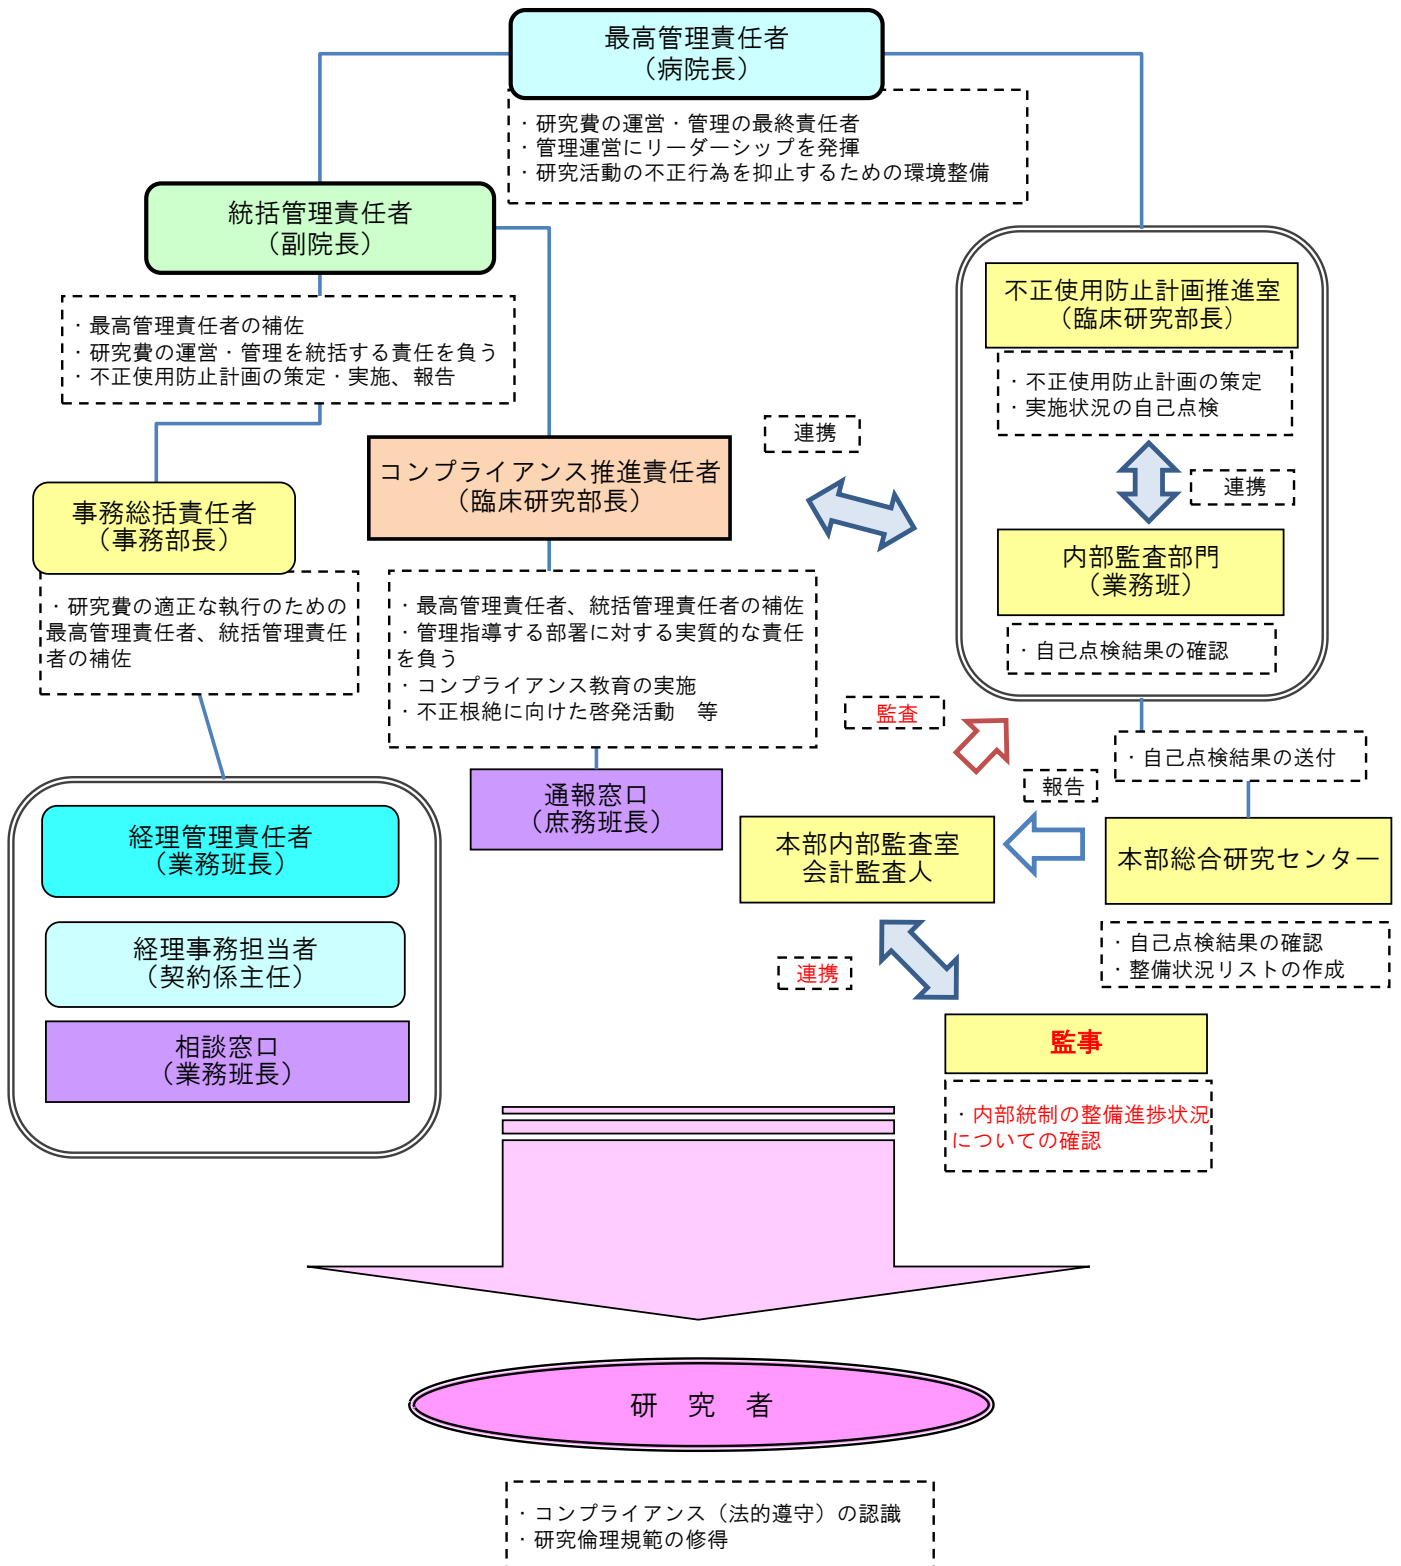 最高管理責任者
（病院長）
・研究費の運営・管理の最終責任者
・管理運営にリーダーシップを発揮
・研究活動の不正行為を抑止するための環境整備
統括管理責任者
（副院長）
・最高管理責任者の補佐
・研究費の運営・管理を統括する責任を負う
・不正使用防止計画の策定・実施、報告
不正使用防止計画推進室
（臨床研究部長）
・不正使用防止計画の策定
・実施状況の自己点検
連携
連携
コンプライアンス推進責任者
（臨床研究部長）
事務総括責任者
（事務部長）
内部監査部門
（業務班）
・自己点検結果の確認
・研究費の適正な執行のための
最高管理責任者、統括管理責任
者の補佐
・最高管理責任者、統括管理責任者の補佐
・管理指導する部署に対する実質的な責任
を負う
・コンプライアンス教育の実施
・不正根絶に向けた啓発活動　等
監査
・自己点検結果の送付
報告
通報窓口
（庶務班長）
経理管理責任者
（業務班長）
本部内部監査室
会計監査人
本部総合研究センター
・自己点検結果の確認
・整備状況リストの作成
経理事務担当者
（契約係主任）
連携
相談窓口
（業務班長）
監事
・内部統制の整備進捗状況
についての確認
研　究　者
・コンプライアンス（法的遵守）の認識
・研究倫理規範の修得